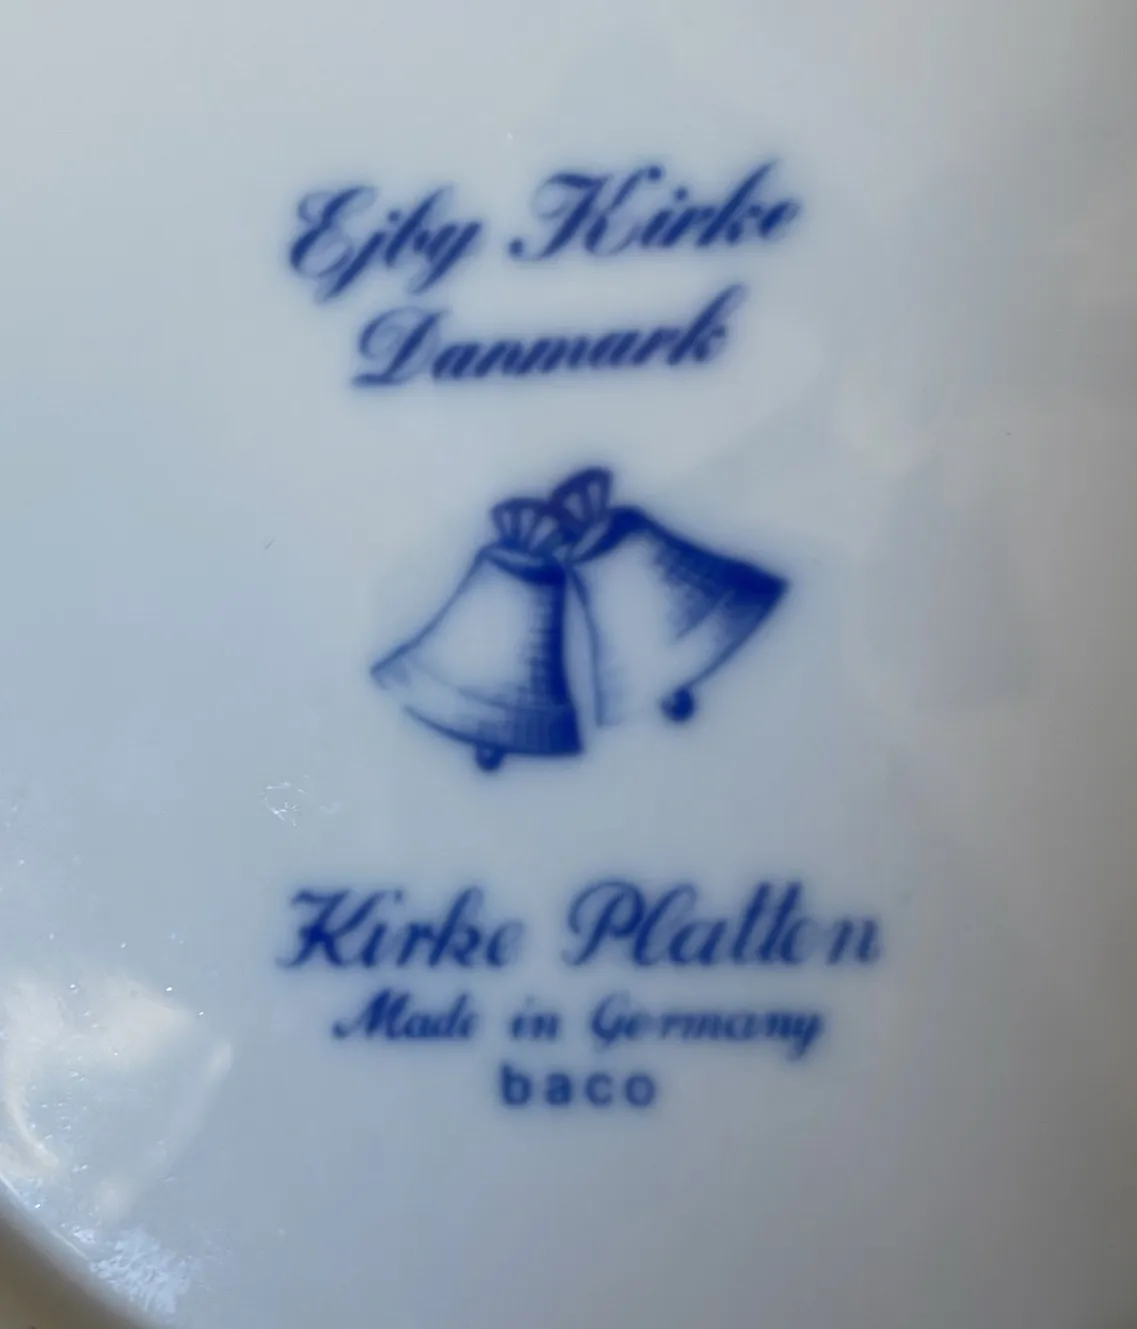 Ejby Kirke
Danmark
Kirke Platten
Made in Germany
baco